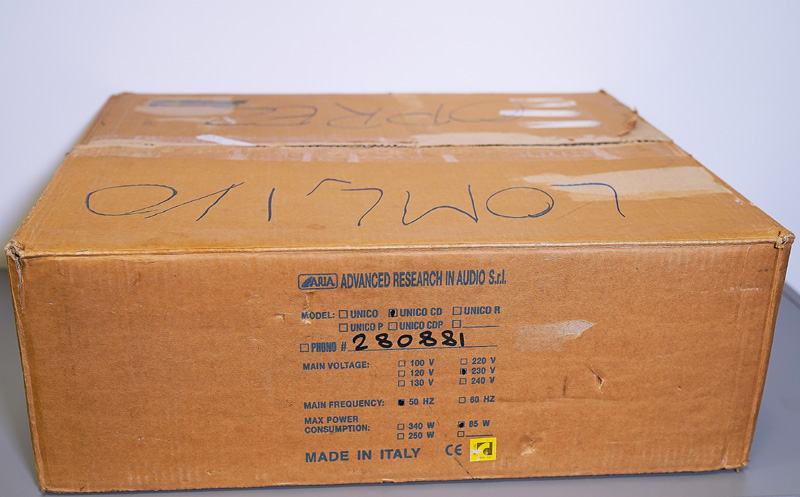 ARIA ADVANCED RESEARCH IN AUDIO S.r.l.
MODEL: UNICO UNICO CD UNICO R
UNICO P UNICO CDP
PHONO # 280881
MAIN VOLTAGE: 100 V 220 V
120 V 230 V
130 V 240 V
MAIN FREQUENCY: 50 HZ 60 HZ
MAX POWER
CONSUMPTION: 340 W 85 W
250 W
MADE IN ITALY CE